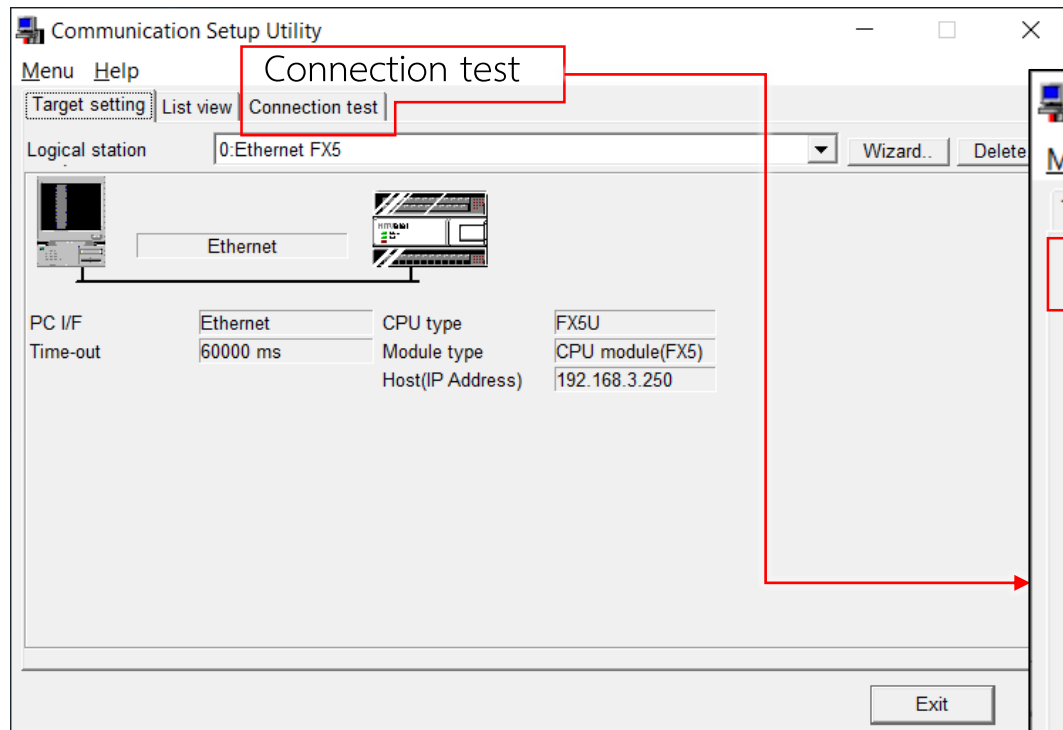 Communication Setup Utility
Menu Help
Connection test
Target setting List view Connection test
Logical station 0:Ethernet FX5 Wizard.. Delete
Ethernet
PC I/F Ethernet CPU type FX5U
Time-out 60000 ms Module type CPU module(FX5)
Host(IP Address) 192.168.3.250
Exit